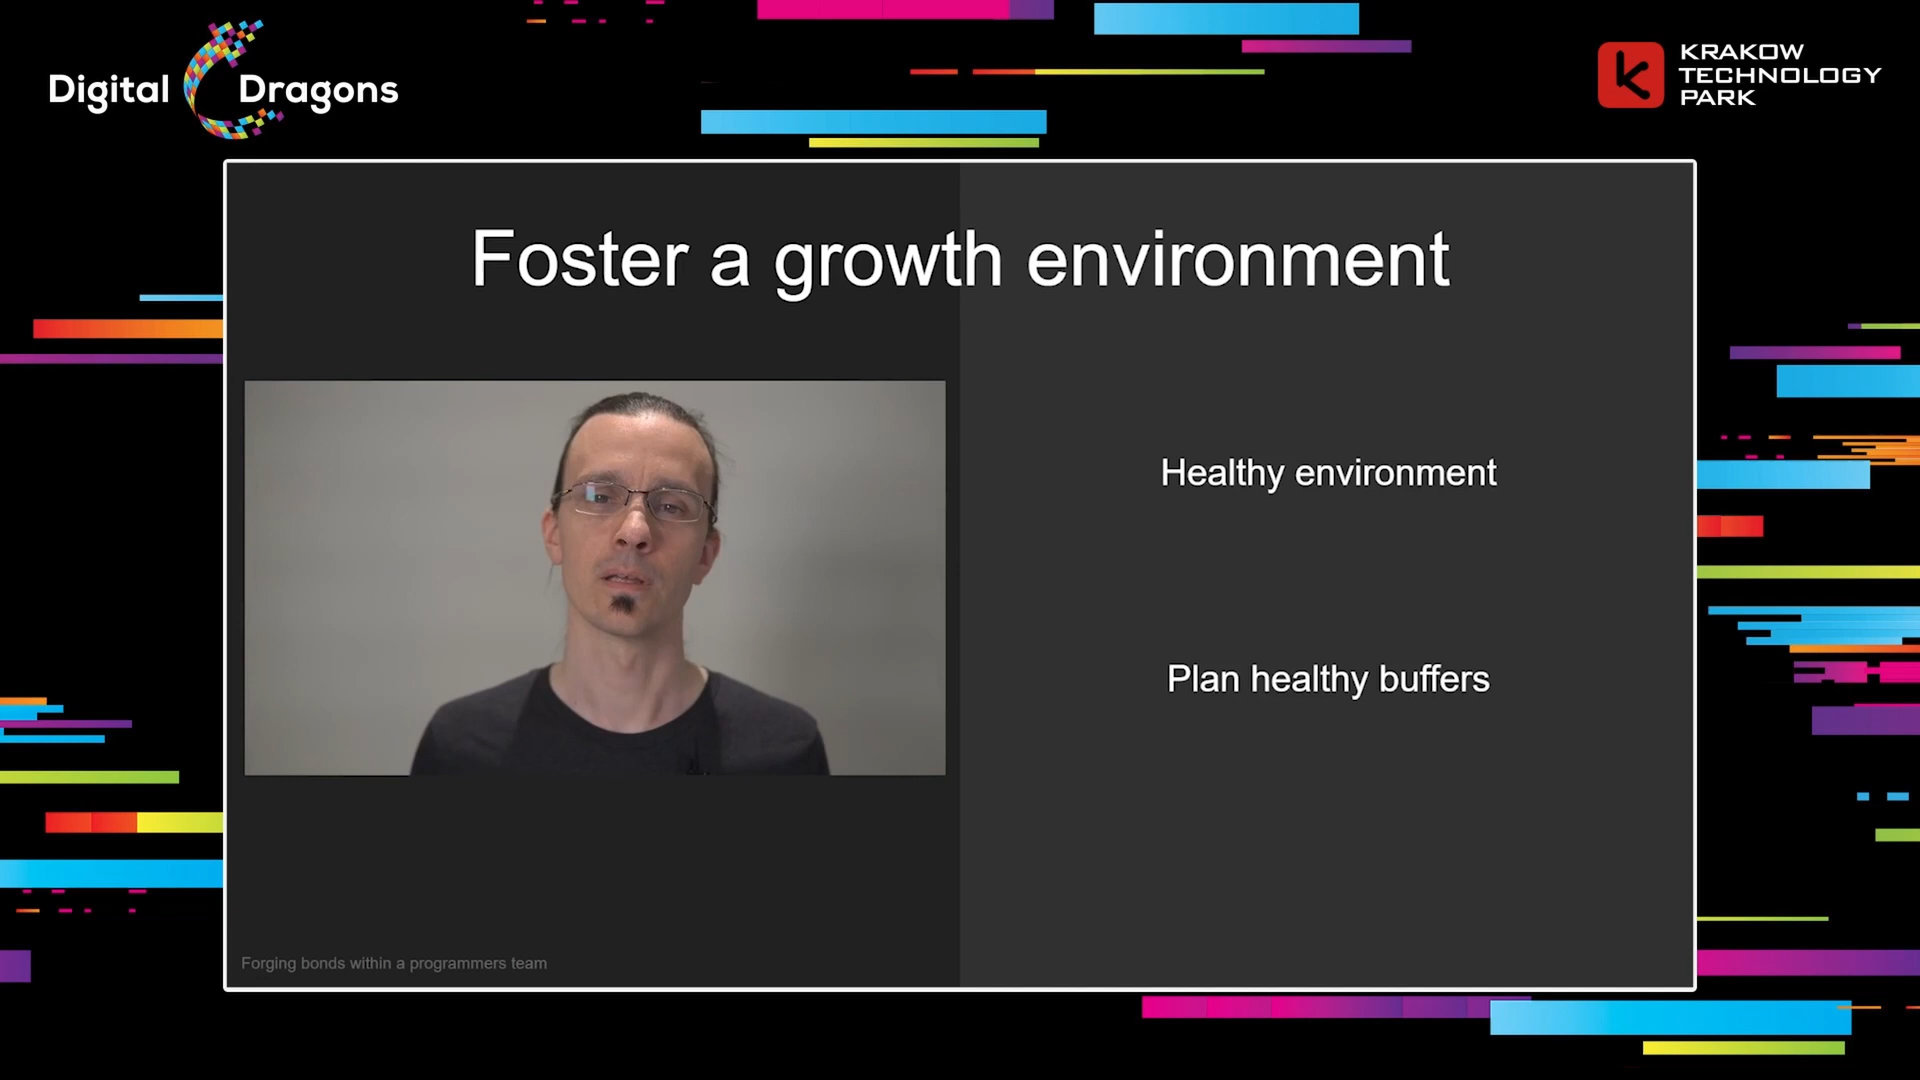 Digital Dragons
KRAKOW
TECHNOLOGY
PARK
Foster a growth environment
Healthy environment
Plan healthy buffers
Forging bonds within a programmers team